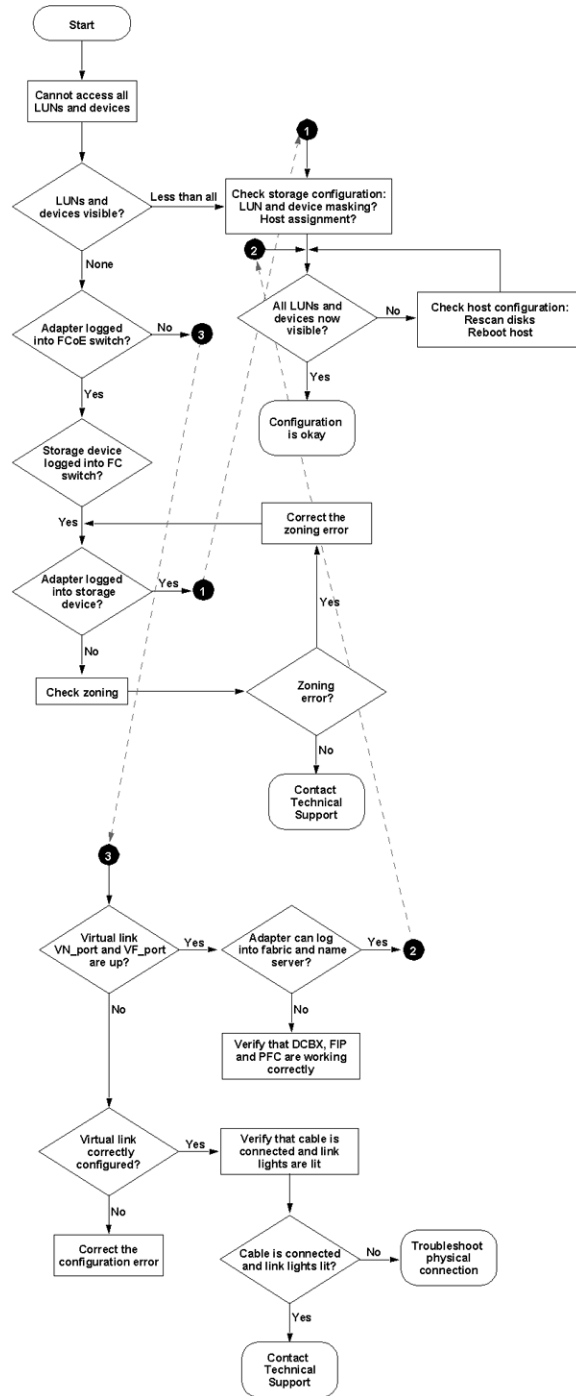 Start
Cannot access all
LUNs and devices
1
LUNs and
devices visible?
Less than all
Check storage configuration:
LUN and device masking?
Host assignment?
None
2
Adapter logged
into FCoE switch?
No
3
All LUNs and
devices now
visible?
No
Check host configuration:
Rescan disks
Reboot host
Yes
Yes
Configuration
is okay
Storage device
logged into FC
switch?
Yes
Correct the
zoning error
Adapter logged
into storage
device?
Yes
1
Yes
No
Check zoning
Zoning
error?
No
Contact
Technical
Support
3
Virtual link
VN_port and VF_port
are up?
Yes
Adapter can log
into fabric and name
server?
Yes
2
No
No
Verify that DCBX, FIP
and PFC are working
correctly
Virtual link
correctly
configured?
Yes
Verify that cable is
connected and link
lights are lit
No
Correct the
configuration error
Cable is connected
and link lights lit?
No
Troubleshoot
physical
connection
Yes
Contact
Technical
Support